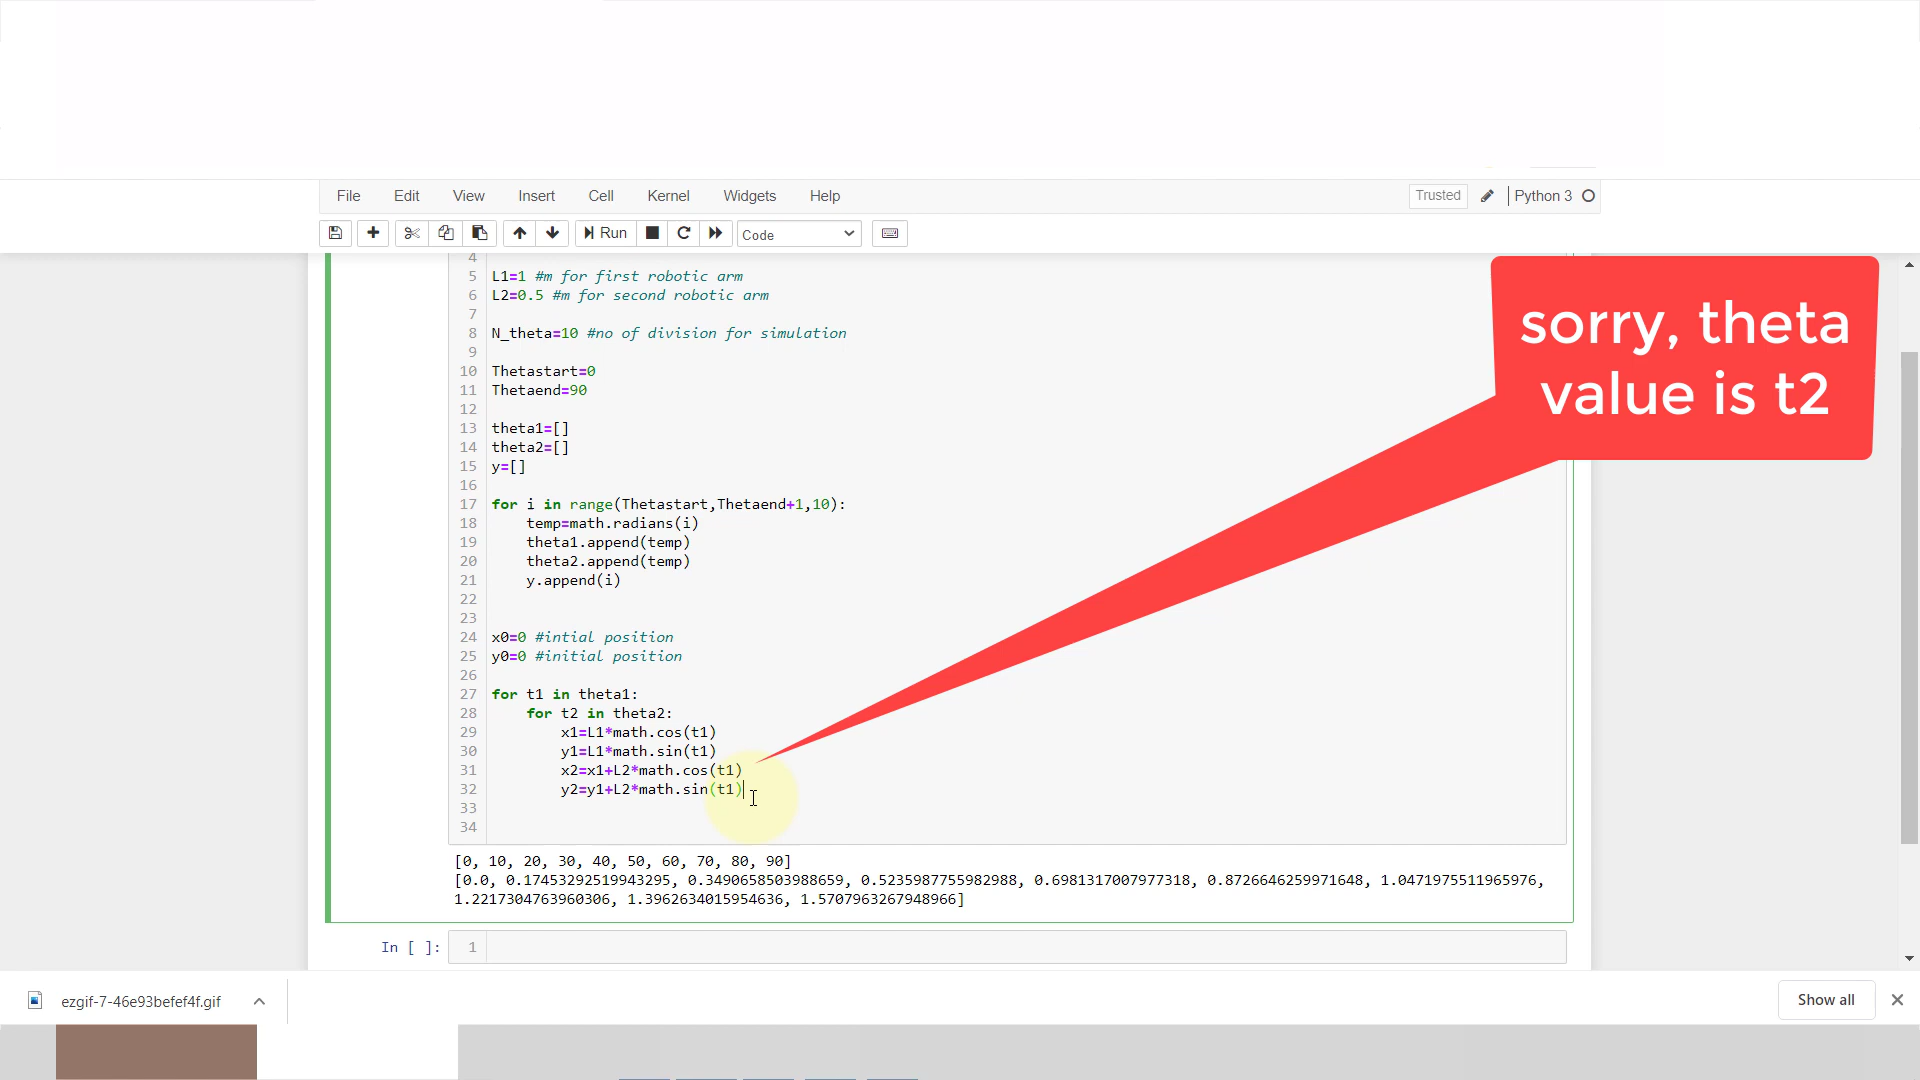 File Edit View Insert Cell Kernel Widgets Help
Trusted Python 3
Run Code
4
5 L1=1 #m for first robotic arm
6 L2=0.5 #m for second robotic arm
7
8 N_theta=10 #no of division for simulation
9
10 Thetastart=0
11 Thetaend=90
12
13 theta1=[]
14 theta2=[]
15 y=[]
16
17 for i in range(Thetastart,Thetaend+1,10):
18 temp=math.radians(i)
19 theta1.append(temp)
20 theta2.append(temp)
21 y.append(i)
22
23
24 x0=0 #intial position
25 y0=0 #initial position
26
27 for t1 in theta1:
28 for t2 in theta2:
29 x1=L1*math.cos(t1)
30 y1=L1*math.sin(t1)
31 x2=x1+L2*math.cos(t1)
32 y2=y1+L2*math.sin(t1)
33
34
sorry, theta
value is t2
[0, 10, 20, 30, 40, 50, 60, 70, 80, 90]
[0.0, 0.17453292519943295, 0.3490658503988659, 0.5235987755982988, 0.6981317007977318, 0.8726646259971648, 1.0471975511965976,
1.2217304763960306, 1.3962634015954636, 1.5707963267948966]
In [ ]: 1
ezgif-7-46e93befef4f.gif
Show all